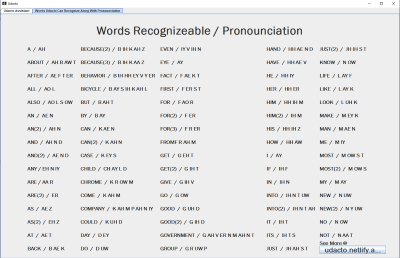 Udacto
Udacto Assistant
Words Udacto Can Recognize Along With Pronounciation
Words Recognizeable / Pronounciation
A / AH BECAUSE(2) / B IH K AH Z EVEN / IY V IH N HAND / HH AE N D JUST(2) / JH IH S T
ABOUT / AH B AW T BECAUSE(3) / B IH K AA Z EYE / AY HAVE / HH AE V KNOW / N OW
AFTER / AE F T ER BEHAVIOR / B IH HH EY V Y ER FACT / F AE K T HE / HH IY LIFE / L AY F
ALL / AO L BICYCLE / B AY S IH K AH L FIRST / F ER S T HER / HH ER LIKE / L AY K
ALSO / AO L S OW BUT / B AH T FOR / F AO R HIM / HH IH M LOOK / L UH K
AN / AE N BY / B AY FOR(2) / F ER HIM(2) / IH M MAKE / M EY K
AN(2) / AH N CAN / K AE N FOR(3) / F R ER HIS / HH IH Z MAN / M AE N
AND / AH N D CAN(2) / K AH N FROM F R AH M HOW / HH AW ME / M IY
AND(2) / AE N D CASE / K EY S GET / G EH T I / AY MOST / M OW S T
ANY / EH N IY CHILD / CH AY L D GET(2) / G IH T IF / IH F MOST(2) / M OW S
ARE / AA R CHROME / K R OW M GIVE / G IH V IN / IH N MY / M AY
ARE(2) / ER COME / K AH M GO / G OW INTO / IH N T UW NEW / N UW
AS / AE Z COMPANY / K AH M P AH N IY GOOD / G UH D INTO(2) / IH N T AH NEW(2) / N Y UW
AS(2) / EH Z COULD / K UH D GOOD(2) / G IH D IT / IH T NO / N OW
AT / AE T DAY / D EY GOVERNMENT / G AH V ER N M AH N T ITS / IH T S NOT / N AA T
BACK / B AE K DO / D UW GROUP / G R UW P JUST / JH AH S T
See More @
udacto.netlify.a...